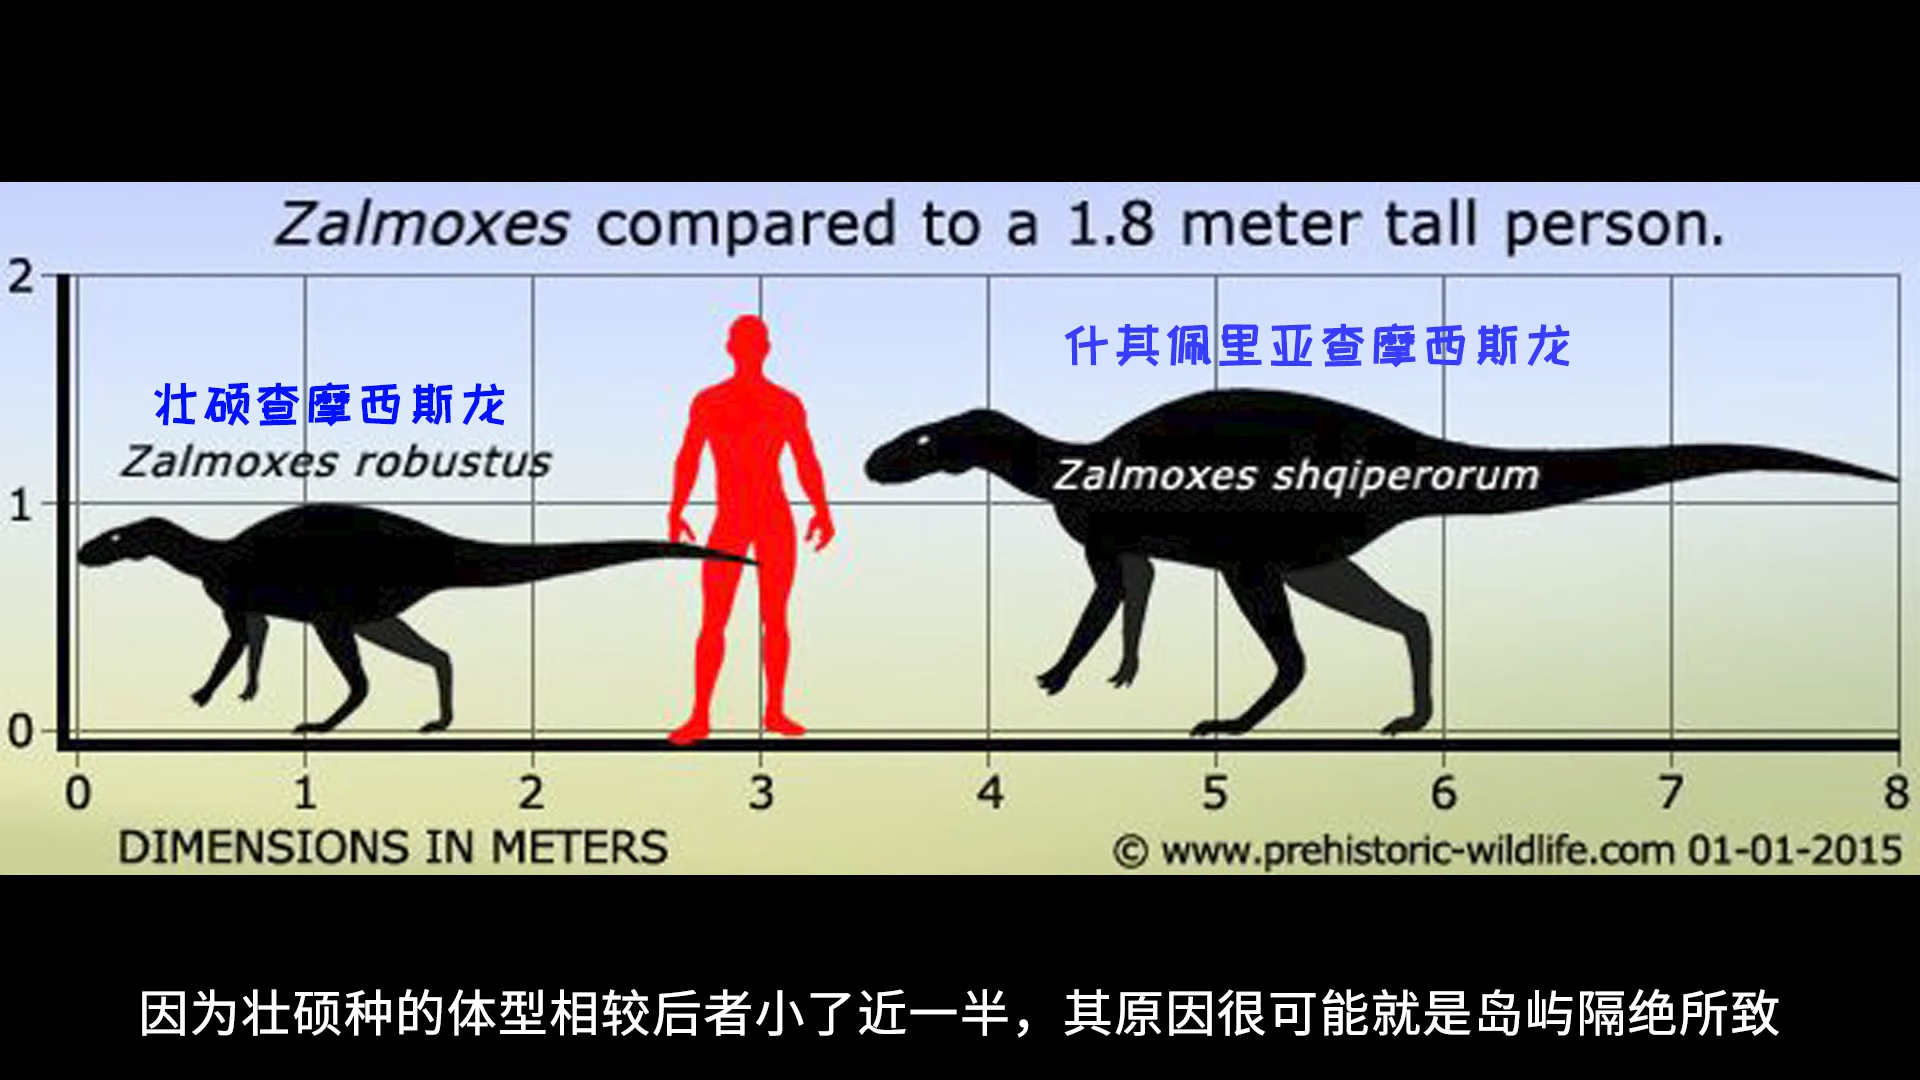 Zalmoxes compared to a 1.8 meter tall person.
2
什其佩里亚查摩西斯龙
壮硕查摩西斯龙
Zalmoxes robustus
Zalmoxes shqiperorum
1
0
0 1 2 3 4 5 6 7 8
DIMENSIONS IN METERS
© www.prehistoric-wildlife.com 01-01-2015
因为壮硕种的体型相较后者小了近一半，其原因很可能就是岛屿隔绝所致